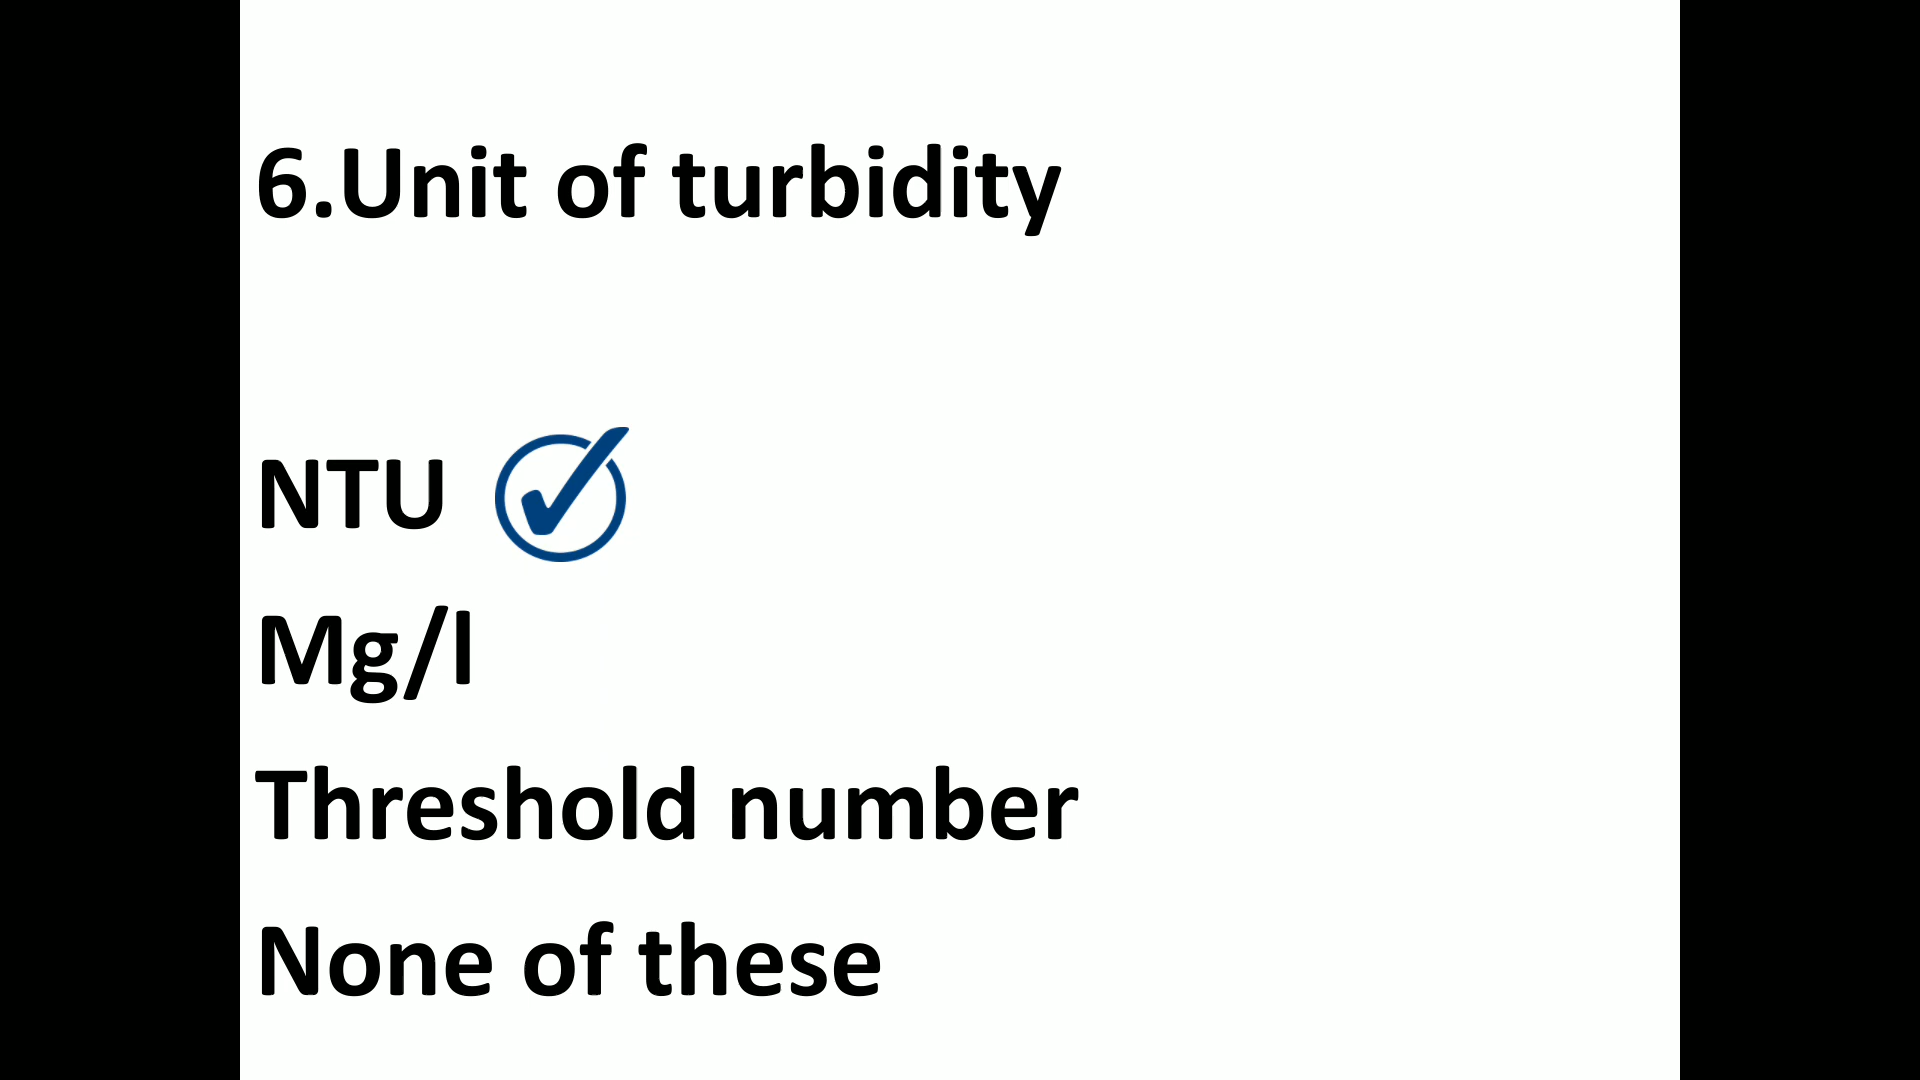 6.Unit of turbidity
NTU
Mg/l
Threshold number
None of these